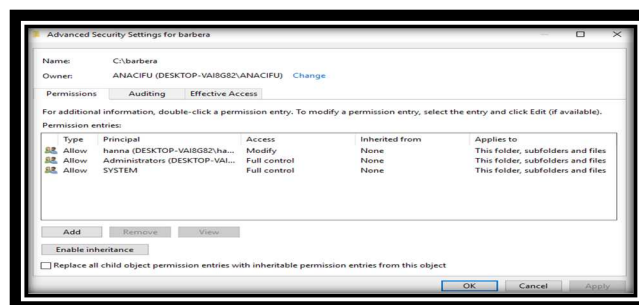 Advanced Security Settings for barbera
Name: C:\barbera
Owner: ANACIFU (DESKTOP-VAI8G82\ANACIFU) Change
Permissions Auditing Effective Access
For additional information, double-click a permission entry. To modify a permission entry, select the entry and click Edit (if available).
Permission entries:
Type Principal Access Inherited from Applies to
Allow hanna (DESKTOP-VAI8G82\ha... Modify None This folder, subfolders and files
Allow Administrators (DESKTOP-VAI... Full control None This folder, subfolders and files
Allow SYSTEM Full control None This folder, subfolders and files
Add Remove View
Enable inheritance
Replace all child object permission entries with inheritable permission entries from this object
OK Cancel Apply